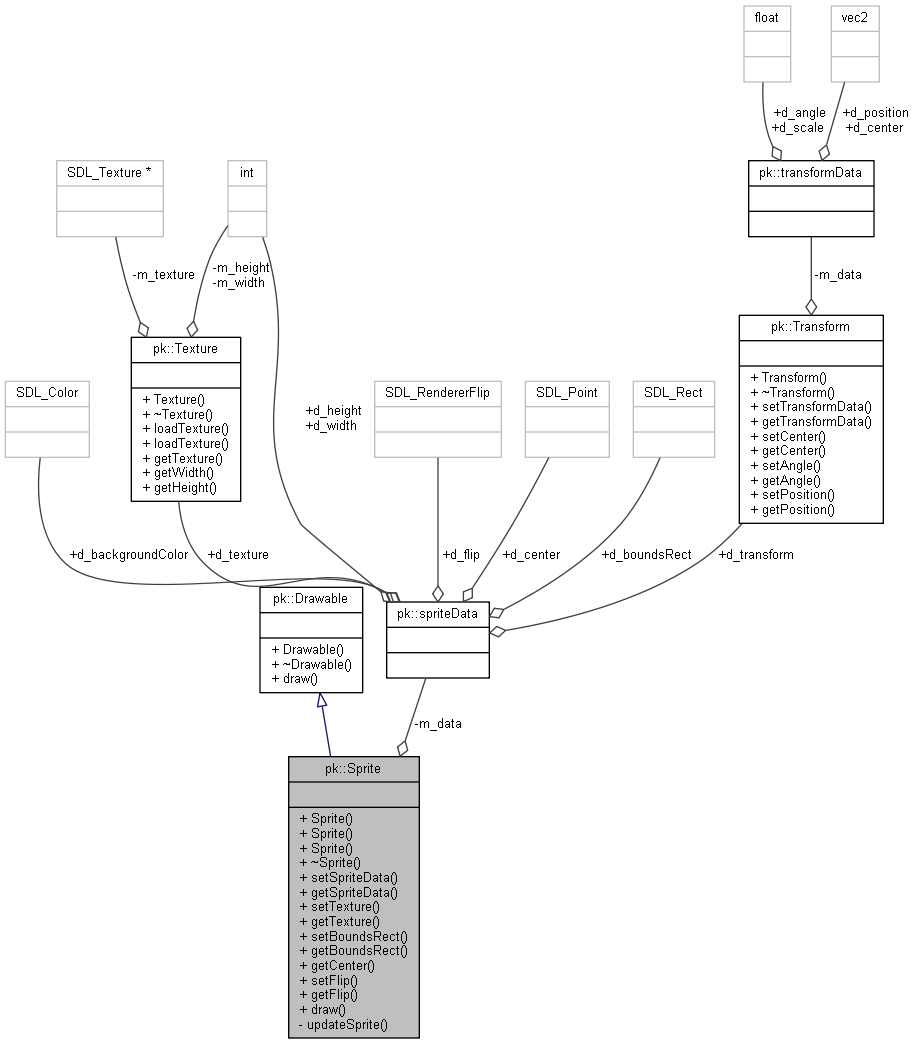 float
vec2
+d_angle
+d_scale
+d_position
+d_center
SDL_Texture *
int
pk::transformData
-m_texture
-m_height
-m_width
-m_data
pk::Texture
+ Texture()
+ ~Texture()
+ loadTexture()
+ loadTexture()
+ getTexture()
+ getWidth()
+ getHeight()
pk::Transform
+ Transform()
+ ~Transform()
+ setTransformData()
+ getTransformData()
+ setCenter()
+ getCenter()
+ setAngle()
+ getAngle()
+ setPosition()
+ getPosition()
SDL_Color
+d_height
+d_width
SDL_RendererFlip
SDL_Point
SDL_Rect
+d_backgroundColor
+d_texture
+d_flip
+d_center
+d_boundsRect
+d_transform
pk::Drawable
+ Drawable()
+ ~Drawable()
+ draw()
pk::spriteData
-m_data
pk::Sprite
+ Sprite()
+ Sprite()
+ Sprite()
+ ~Sprite()
+ setSpriteData()
+ getSpriteData()
+ setTexture()
+ getTexture()
+ setBoundsRect()
+ getBoundsRect()
+ getCenter()
+ setFlip()
+ getFlip()
+ draw()
- updateSprite()